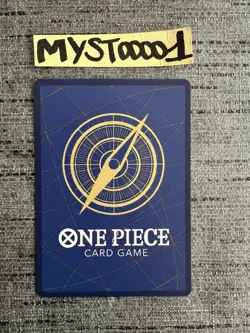 MYST00001
ONE PIECE
CARD GAME